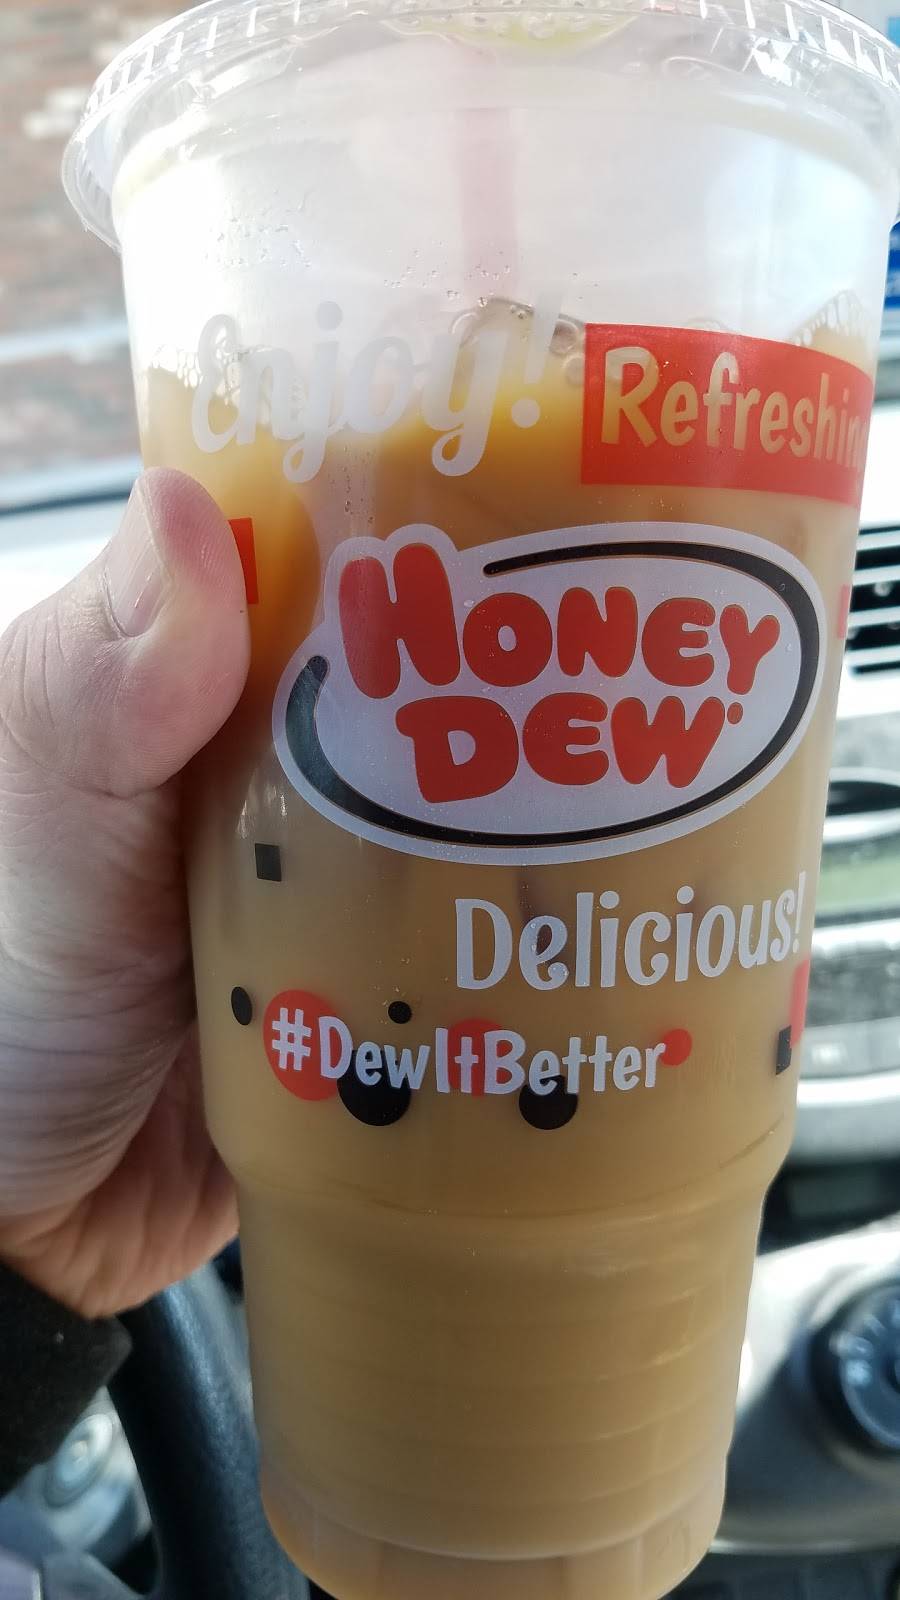 Enjoy!
Refreshin
HONEY
DEW
Delicious!
#DewItBetter